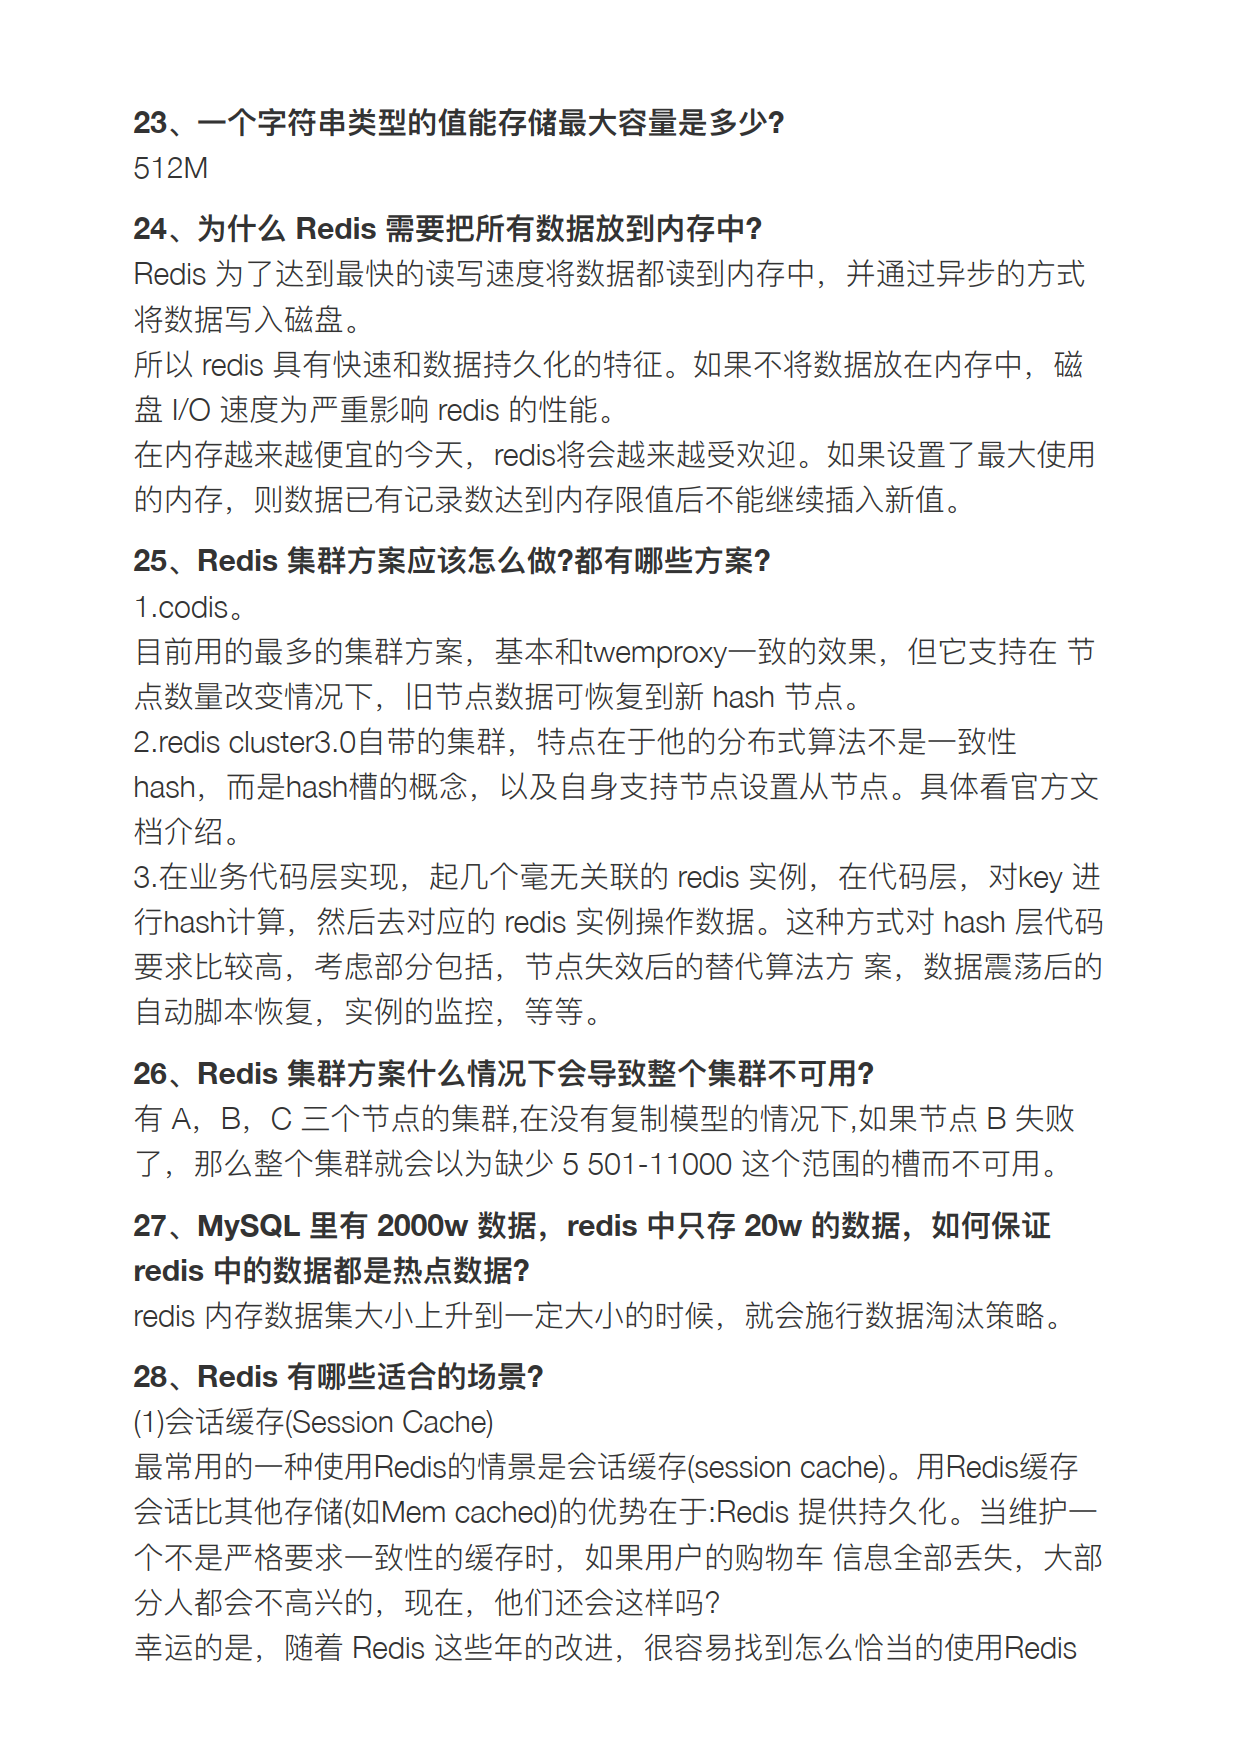 23、一个字符串类型的值能存储最大容量是多少?
512M
24、为什么 Redis 需要把所有数据放到内存中?
Redis 为了达到最快的读写速度将数据都读到内存中，并通过异步的方式
将数据写入磁盘。
所以 redis 具有快速和数据持久化的特征。如果不将数据放在内存中，磁
盘 I/O 速度为严重影响 redis 的性能。
在内存越来越便宜的今天，redis将会越来越受欢迎。如果设置了最大使用
的内存，则数据已有记录数达到内存限值后不能继续插入新值。
25、Redis 集群方案应该怎么做?都有哪些方案?
1.codis。
目前用的最多的集群方案，基本和twemproxy一致的效果，但它支持在 节
点数量改变情况下，旧节点数据可恢复到新 hash 节点。
2.redis cluster3.0自带的集群，特点在于他的分布式算法不是一致性
hash，而是hash槽的概念，以及自身支持节点设置从节点。具体看官方文
档介绍。
3.在业务代码层实现，起几个毫无关联的 redis 实例，在代码层，对key 进
行hash计算，然后去对应的 redis 实例操作数据。这种方式对 hash 层代码
要求比较高，考虑部分包括，节点失效后的替代算法方 案，数据震荡后的
自动脚本恢复，实例的监控，等等。
26、Redis 集群方案什么情况下会导致整个集群不可用?
有 A，B，C 三个节点的集群,在没有复制模型的情况下,如果节点 B 失败
了，那么整个集群就会以为缺少 5 501-11000 这个范围的槽而不可用。
27、MySQL 里有 2000w 数据，redis 中只存 20w 的数据，如何保证
redis 中的数据都是热点数据?
redis 内存数据集大小上升到一定大小的时候，就会施行数据淘汰策略。
28、Redis 有哪些适合的场景?
(1)会话缓存(Session Cache)
最常用的一种使用Redis的情景是会话缓存(session cache)。用Redis缓存
会话比其他存储(如Mem cached)的优势在于:Redis 提供持久化。当维护一
个不是严格要求一致性的缓存时，如果用户的购物车 信息全部丢失，大部
分人都会不高兴的，现在，他们还会这样吗?
幸运的是，随着 Redis 这些年的改进，很容易找到怎么恰当的使用Redis